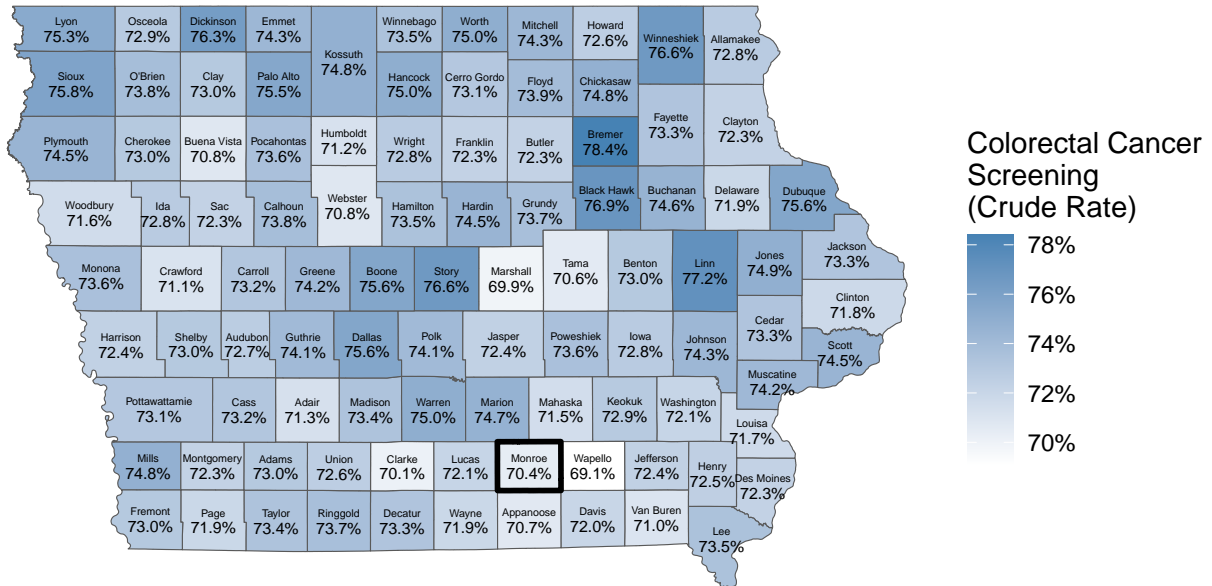 Lyon
75.3%
Osceola
72.9%
Dickinson
76.3%
Emmet
74.3%
Kossuth
74.8%
Winnebago
73.5%
Worth
75.0%
Mitchell
74.3%
Howard
72.6%
Winneshiek
76.6%
Allamakee
72.8%
Sioux
75.8%
O'Brien
73.8%
Clay
73.0%
Palo Alto
75.5%
Hancock
75.0%
Cerro Gordo
73.1%
Floyd
73.9%
Chickasaw
74.8%
Fayette
73.3%
Clayton
72.3%
Plymouth
74.5%
Cherokee
73.0%
Buena Vista
70.8%
Pocahontas
73.6%
Humboldt
71.2%
Wright
72.8%
Franklin
72.3%
Butler
72.3%
Bremer
78.4%
Woodbury
71.6%
Ida
72.8%
Sac
72.3%
Calhoun
73.8%
Webster
70.8%
Hamilton
73.5%
Hardin
74.5%
Grundy
73.7%
Black Hawk
76.9%
Buchanan
74.6%
Delaware
71.9%
Dubuque
75.6%
Monona
73.6%
Crawford
71.1%
Carroll
73.2%
Greene
74.2%
Boone
75.6%
Story
76.6%
Marshall
69.9%
Tama
70.6%
Benton
73.0%
Linn
77.2%
Jones
74.9%
Jackson
73.3%
Clinton
71.8%
Harrison
72.4%
Shelby
73.0%
Audubon
72.7%
Guthrie
74.1%
Dallas
75.6%
Polk
74.1%
Jasper
72.4%
Poweshiek
73.6%
Iowa
72.8%
Johnson
74.3%
Cedar
73.3%
Scott
74.5%
Muscatine
74.2%
Pottawattamie
73.1%
Cass
73.2%
Adair
71.3%
Madison
73.4%
Warren
75.0%
Marion
74.7%
Mahaska
71.5%
Keokuk
72.9%
Washington
72.1%
Louisa
71.7%
Mills
74.8%
Montgomery
72.3%
Adams
73.0%
Union
72.6%
Clarke
70.1%
Lucas
72.1%
Monroe
70.4%
Wapello
69.1%
Jefferson
72.4%
Henry
72.5%
Des Moines
72.3%
Fremont
73.0%
Page
71.9%
Taylor
73.4%
Ringgold
73.7%
Decatur
73.3%
Wayne
71.9%
Appanoose
70.7%
Davis
72.0%
Van Buren
71.0%
Lee
73.5%
Colorectal Cancer
Screening
(Crude Rate)
78%
76%
74%
72%
70%